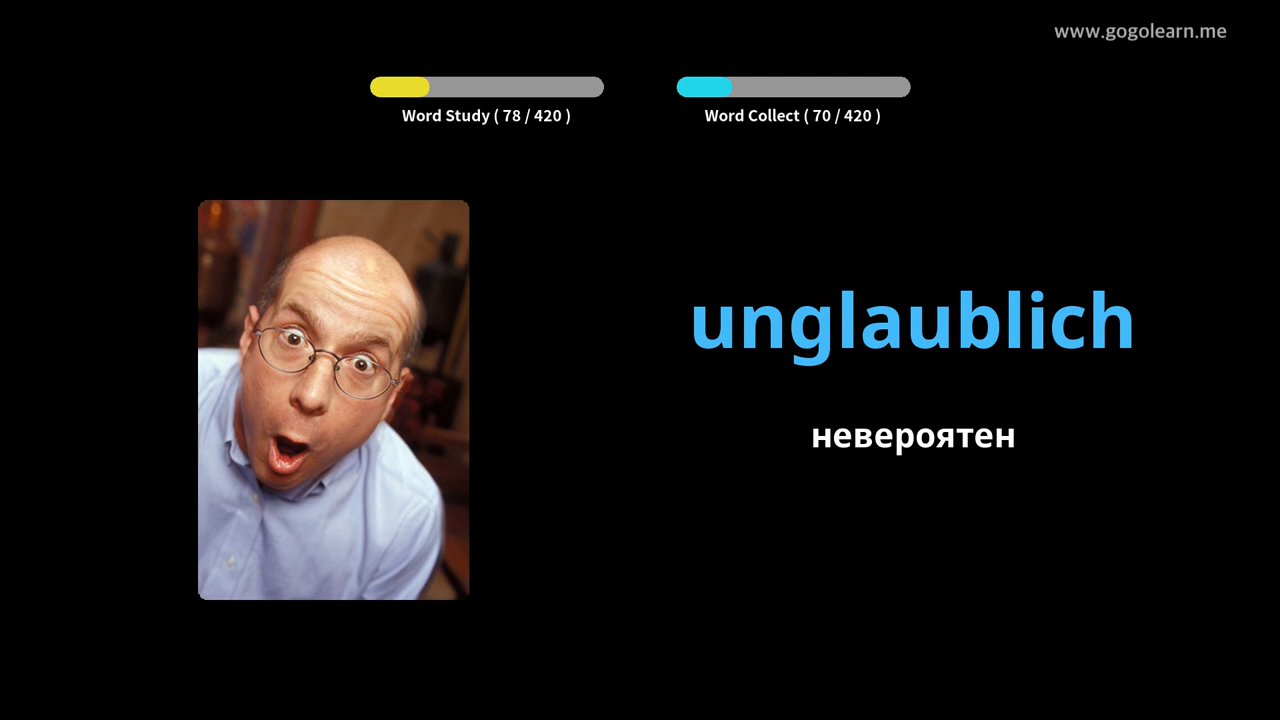 www.gogolearn.me
Word Study ( 78 / 420 )
Word Collect ( 70 / 420 )
unglaublich
невероятен